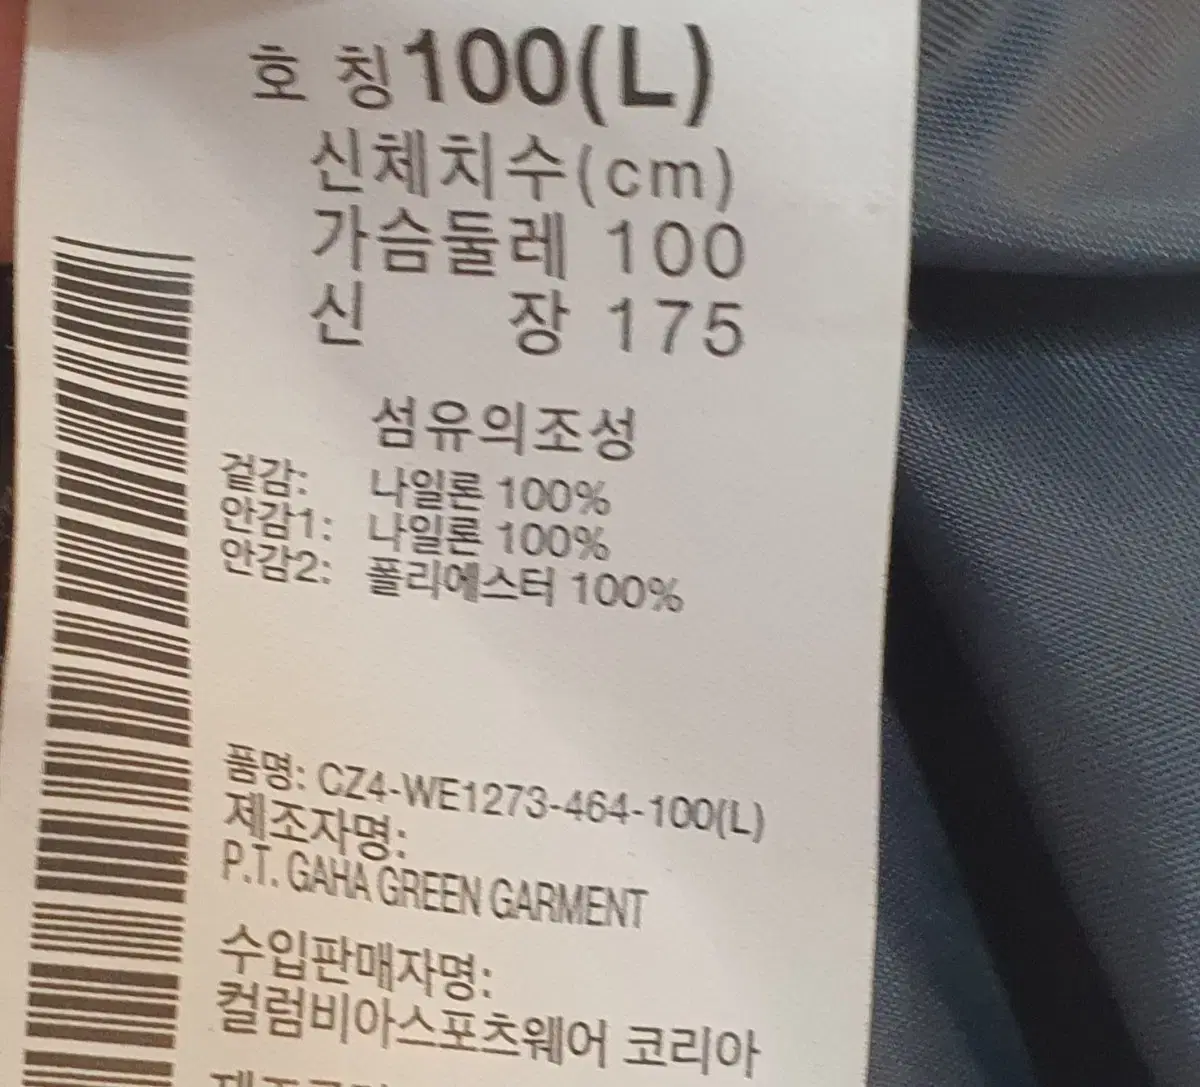 호 칭 100(L)
신체치수(cm)
가슴둘레 100
신 장 175
섬유의조성
겉감: 나일론 100%
안감1: 나일론 100%
안감2: 폴리에스터 100%
품명: CZ4-WE1273-464-100(L)
제조자명:
P.T. GAHA GREEN GARMENT
수입판매자명:
컬럼비아스포츠웨어 코리아